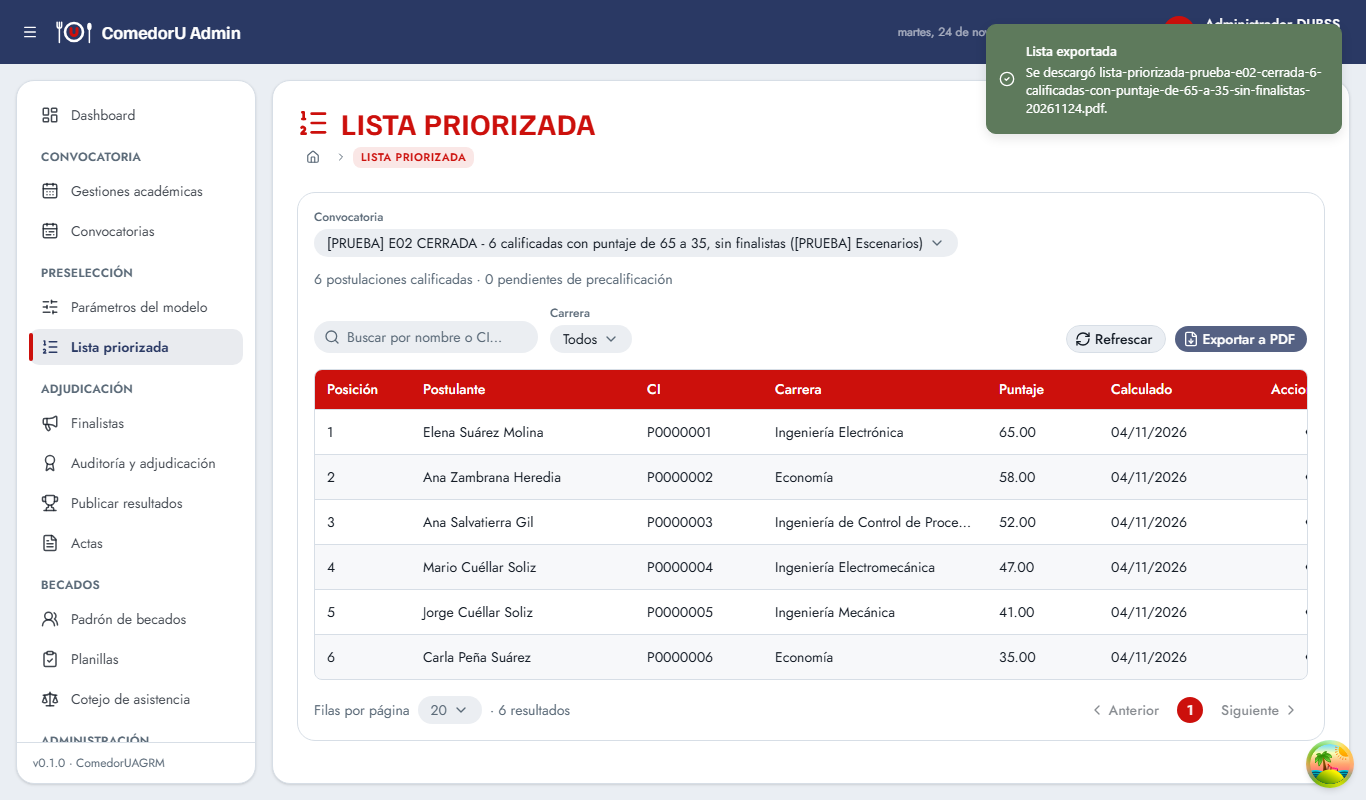 ComedorU Admin
martes, 24 de no
Administrador DUBSS
Lista exportada
Se descargó lista-priorizada-prueba-e02-cerrada-6-
calificadas-con-puntaje-de-65-a-35-sin-finalistas-
20261124.pdf.
Dashboard
CONVOCATORIA
Gestiones académicas
Convocatorias
PRESELECCIÓN
Parámetros del modelo
Lista priorizada
ADJUDICACIÓN
Finalistas
Auditoría y adjudicación
Publicar resultados
Actas
BECADOS
Padrón de becados
Planillas
Cotejo de asistencia
ADMINISTRACIÓN
v0.1.0 · ComedorUAGRM
LISTA PRIORIZADA
LISTA PRIORIZADA
Convocatoria
[PRUEBA] E02 CERRADA - 6 calificadas con puntaje de 65 a 35, sin finalistas ([PRUEBA] Escenarios)
6 postulaciones calificadas · 0 pendientes de precalificación
Carrera
Buscar por nombre o CI... Todos Refrescar Exportar a PDF
Posición Postulante CI Carrera Puntaje Calculado Accio
1 Elena Suárez Molina P0000001 Ingeniería Electrónica 65.00 04/11/2026
2 Ana Zambrana Heredia P0000002 Economía 58.00 04/11/2026
3 Ana Salvatierra Gil P0000003 Ingeniería de Control de Proce... 52.00 04/11/2026
4 Mario Cuéllar Soliz P0000004 Ingeniería Electromecánica 47.00 04/11/2026
5 Jorge Cuéllar Soliz P0000005 Ingeniería Mecánica 41.00 04/11/2026
6 Carla Peña Suárez P0000006 Economía 35.00 04/11/2026
Filas por página 20 · 6 resultados Anterior 1 Siguiente